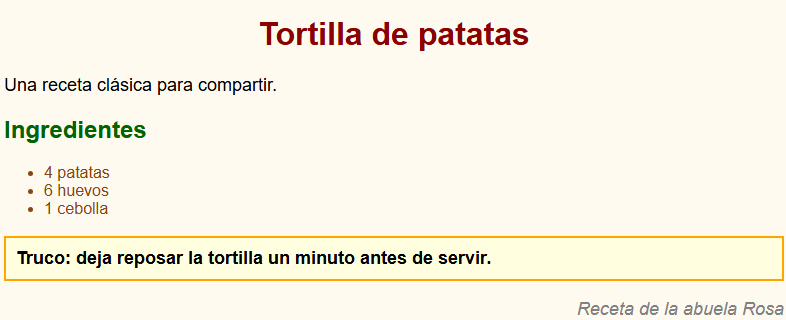 Tortilla de patatas
Una receta clásica para compartir.
Ingredientes
• 4 patatas
• 6 huevos
• 1 cebolla
Truco: deja reposar la tortilla un minuto antes de servir.
Receta de la abuela Rosa